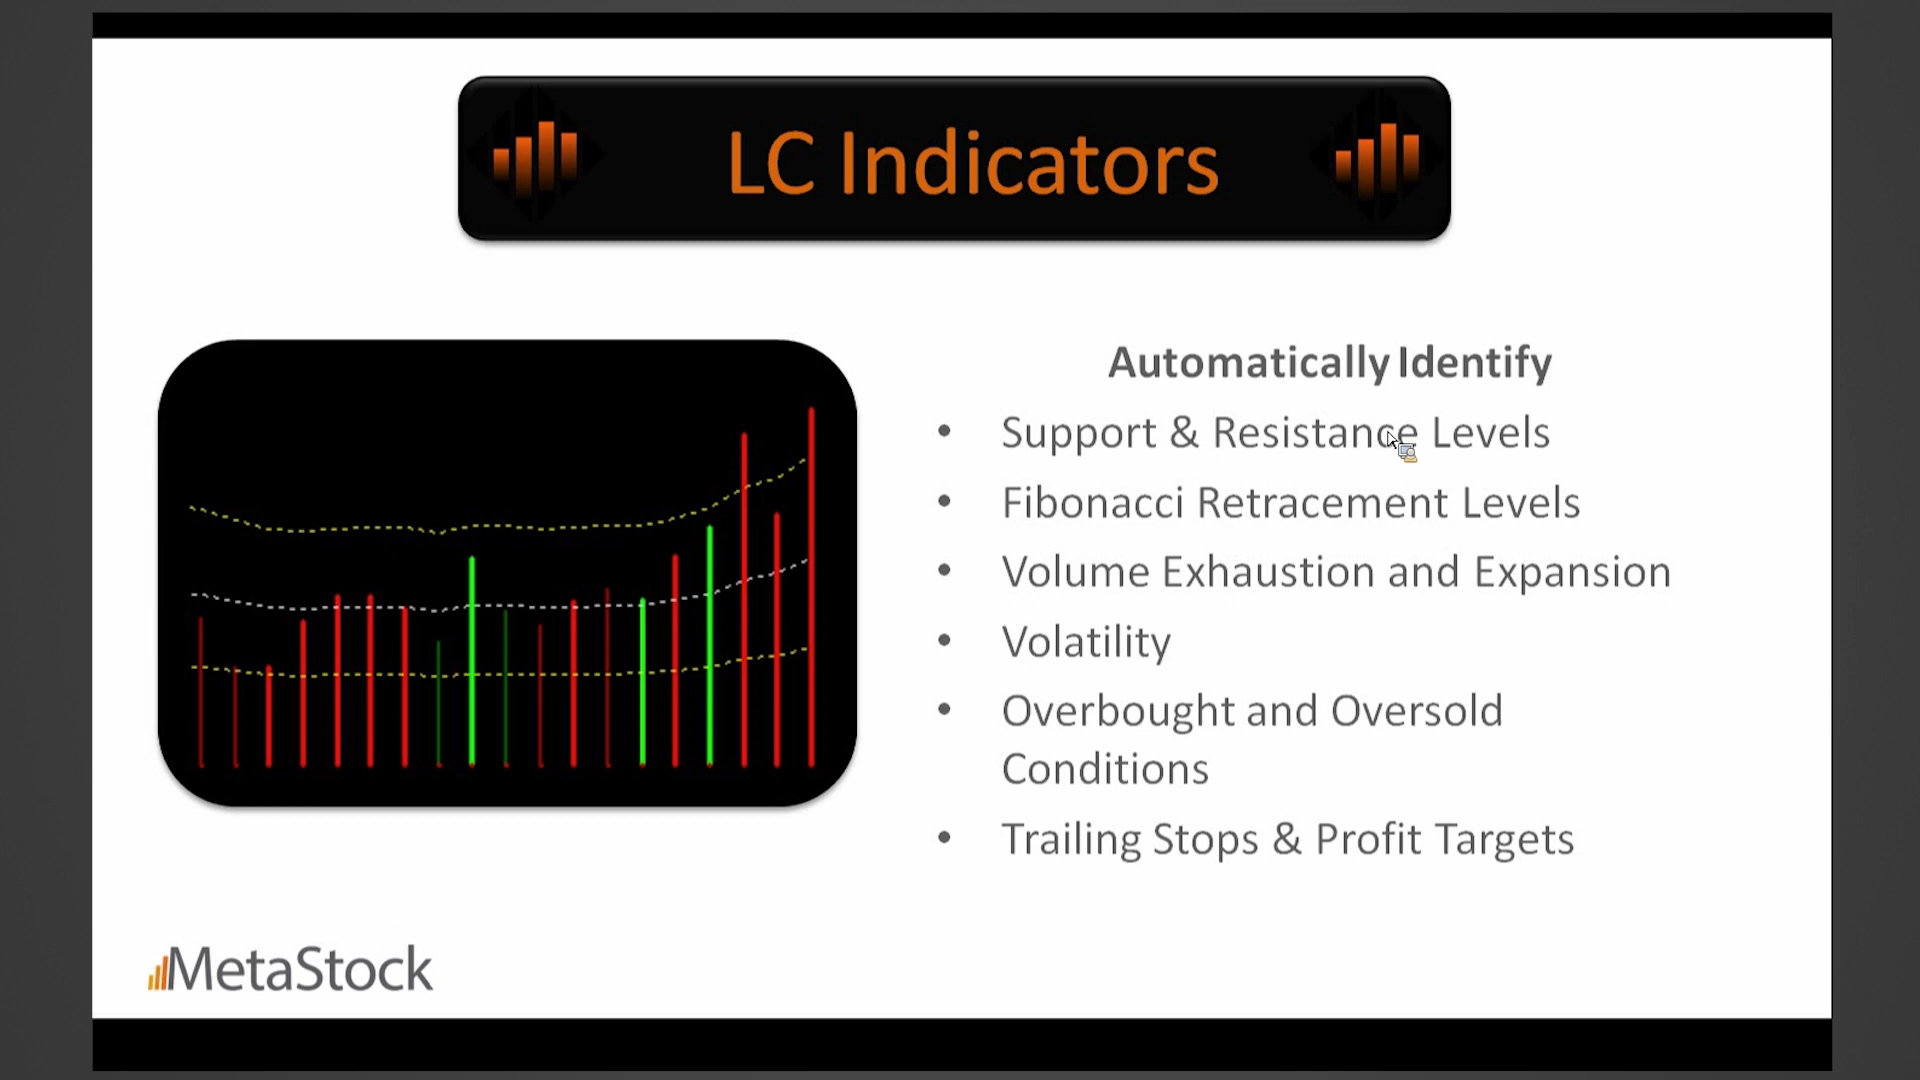 LC Indicators
Automatically Identify
• Support & Resistance Levels
• Fibonacci Retracement Levels
• Volume Exhaustion and Expansion
• Volatility
• Overbought and Oversold
Conditions
• Trailing Stops & Profit Targets
MetaStock